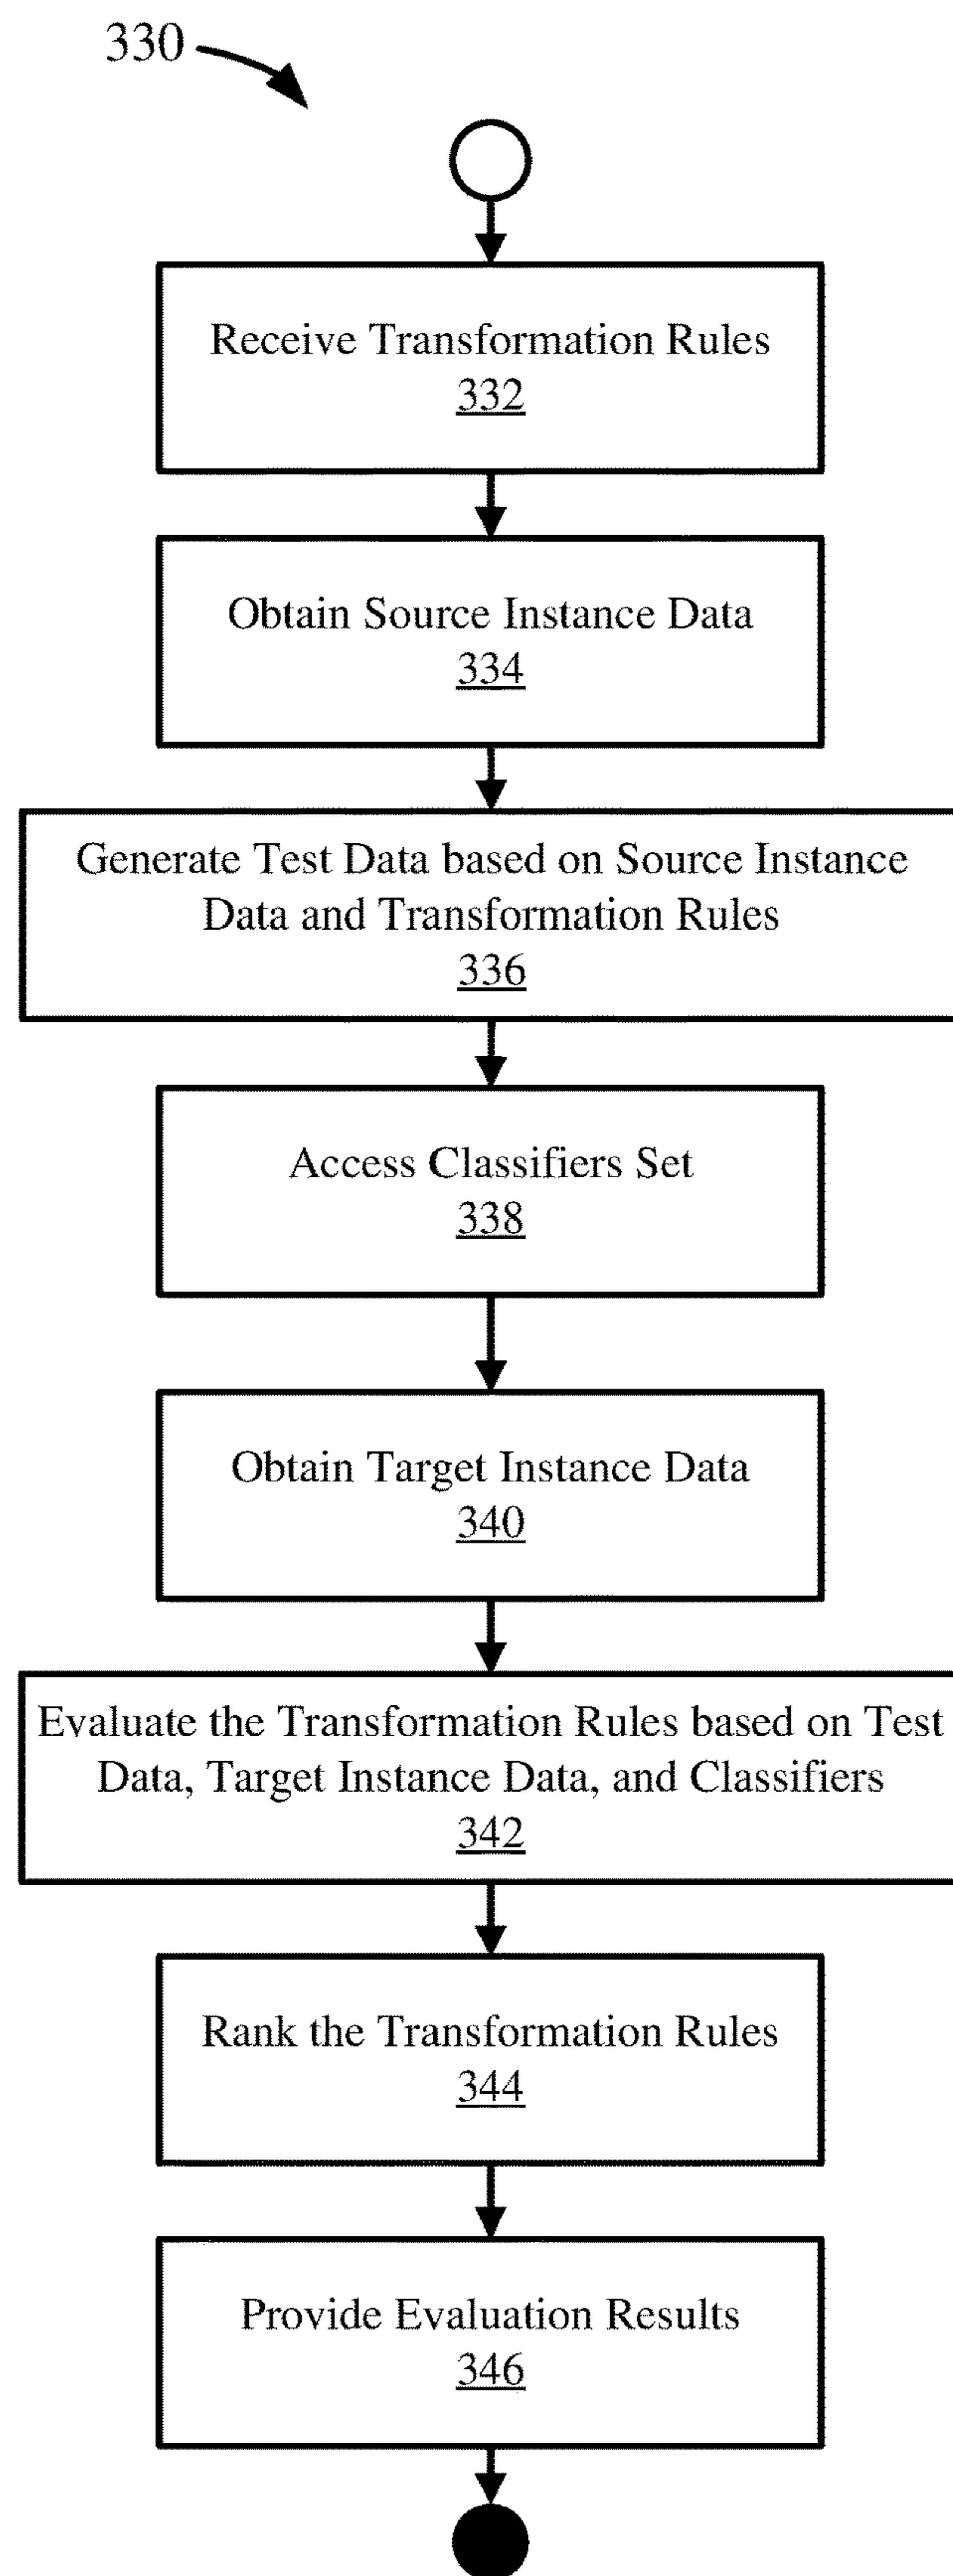 330
Receive Transformation Rules
332
Obtain Source Instance Data
334
Generate Test Data based on Source Instance
Data and Transformation Rules
336
Access Classifiers Set
338
Obtain Target Instance Data
340
Evaluate the Transformation Rules based on Test
Data, Target Instance Data, and Classifiers
342
Rank the Transformation Rules
344
Provide Evaluation Results
346